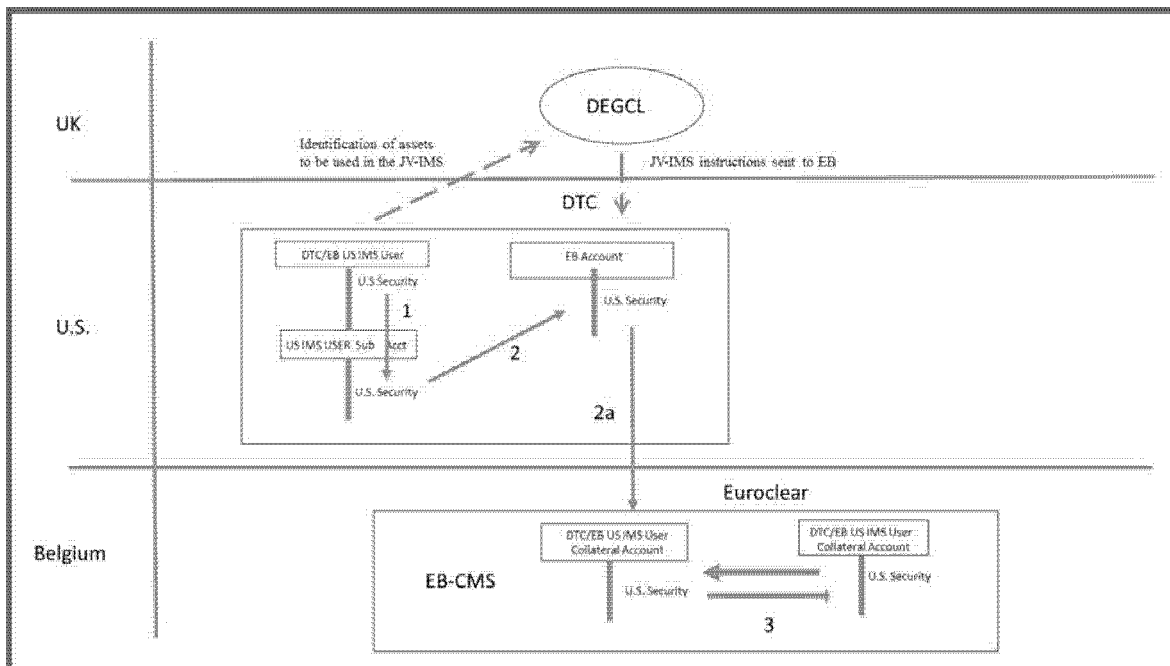 UK
DEGCL
Identification of assets
to be used in the JV-IMS
JV-IMS instructions sent to EB
DTC
U.S.
DTC/EB US IMS User
U.S Security
1
US IMS USER Sub Acct
U.S. Security
2
EB Account
U.S. Security
2a
Belgium
Euroclear
EB-CMS
DTC/EB US IMS User
Collateral Account
U.S. Security
DTC/EB US IMS User
Collateral Account
U.S. Security
3